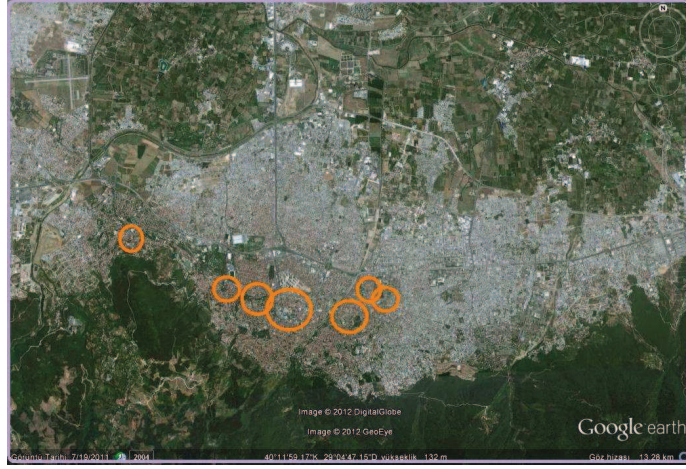 N
Image © 2012 DigitalGlobe
Image © 2012 GeoEye
Google earth
Görüntü Tarihi: 7/19/2011 2004 40°11'59.17"K 29°04'47.15"D yükseklik 132 m Göz hizası 13.28 km